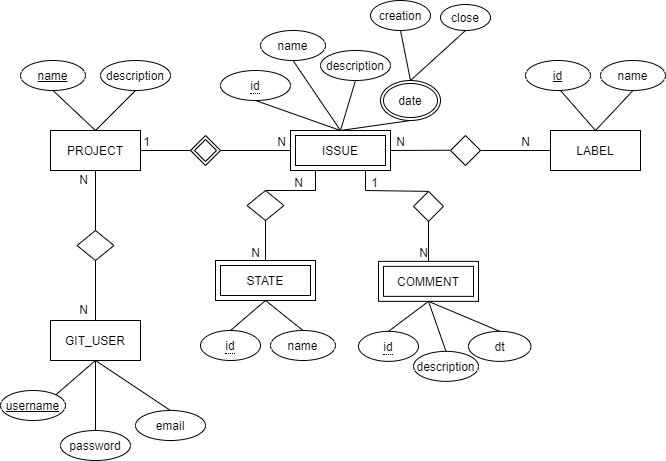 creation
close
name
name
description
description
id
id
name
date
1
N
N
N
PROJECT
ISSUE
LABEL
N
N
1
N
N
N
STATE
COMMENT
GIT_USER
id
name
id
dt
description
username
email
password